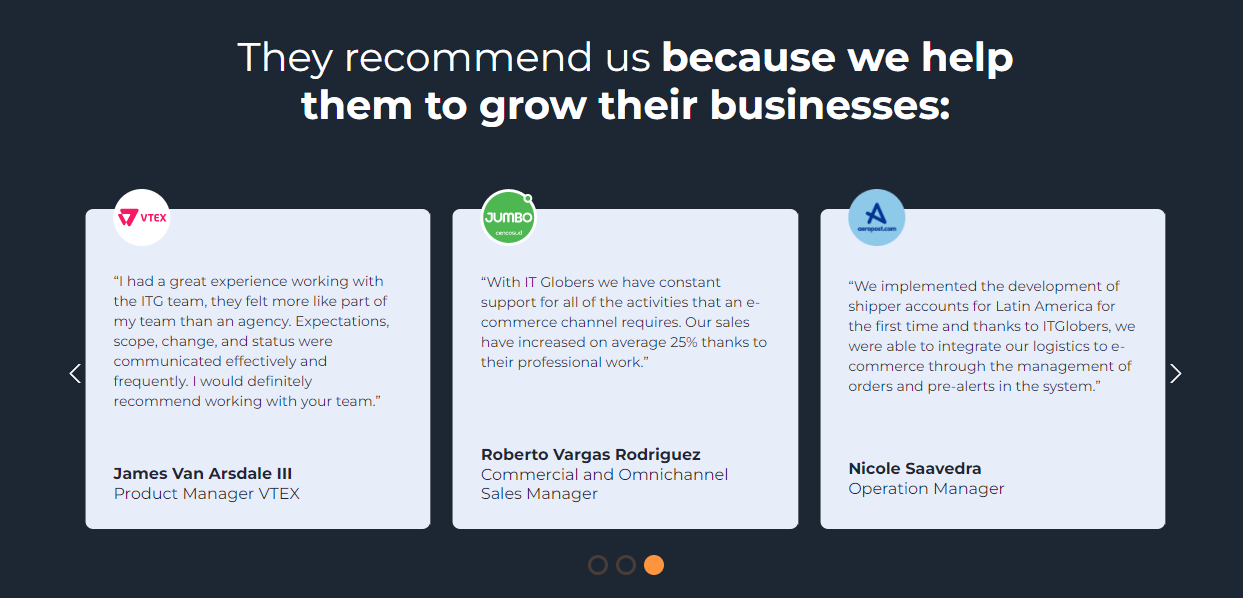 They recommend us because we help
them to grow their businesses:
VTEX
“I had a great experience working with
the ITG team, they felt more like part of
my team than an agency. Expectations,
scope, change, and status were
communicated effectively and
frequently. I would definitely
recommend working with your team.”
James Van Arsdale III
Product Manager VTEX
JUMBO
cencosud
“With IT Globers we have constant
support for all of the activities that an e-
commerce channel requires. Our sales
have increased on average 25% thanks to
their professional work.”
Roberto Vargas Rodriguez
Commercial and Omnichannel
Sales Manager
aeropost.com
“We implemented the development of
shipper accounts for Latin America for
the first time and thanks to ITGlobers, we
were able to integrate our logistics to e-
commerce through the management of
orders and pre-alerts in the system.”
Nicole Saavedra
Operation Manager